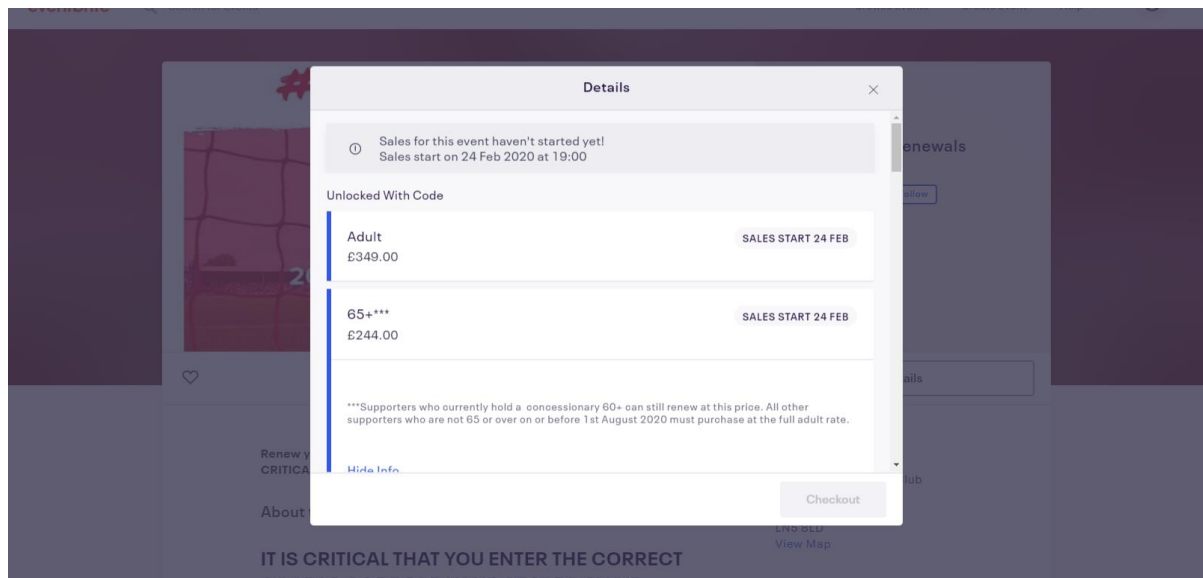 Details
Sales for this event haven't started yet!
Sales start on 24 Feb 2020 at 19:00
enewals
Unlocked With Code
Adult
SALES START 24 FEB
£349.00
65+***
SALES START 24 FEB
£244.00
ails
***Supporters who currently hold a concessionary 60+ can still renew at this price. All other
supporters who are not 65 or over on or before 1st August 2020 must purchase at the full adult rate.
Renew y
CRITICA
Hide Info
lub
Checkout
About
LN5 8LD
View Map
IT IS CRITICAL THAT YOU ENTER THE CORRECT